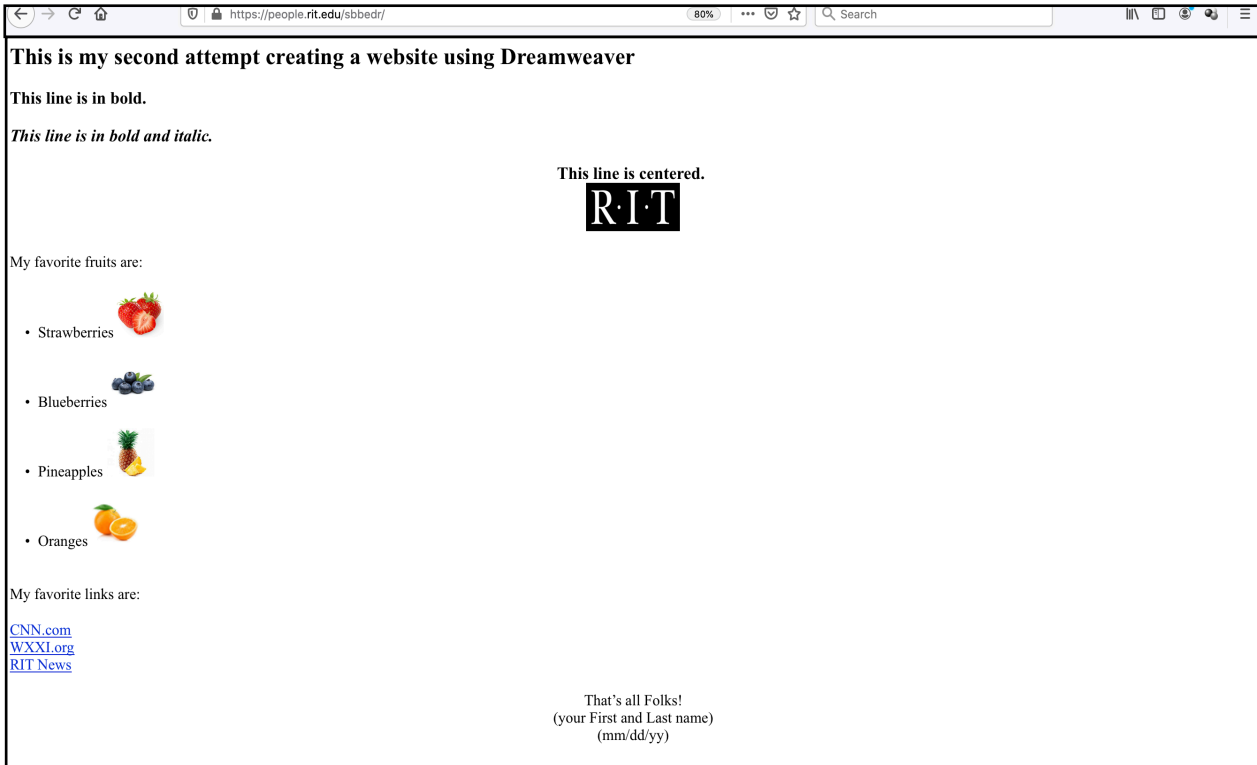 https://people.rit.edu/sbbedr/
80%
Search
This is my second attempt creating a website using Dreamweaver
This line is in bold.
This line is in bold and italic.
This line is centered.
R·I·T
My favorite fruits are:
• Strawberries
• Blueberries
• Pineapples
• Oranges
My favorite links are:
CNN.com
WXXI.org
RIT News
That’s all Folks!
(your First and Last name)
(mm/dd/yy)